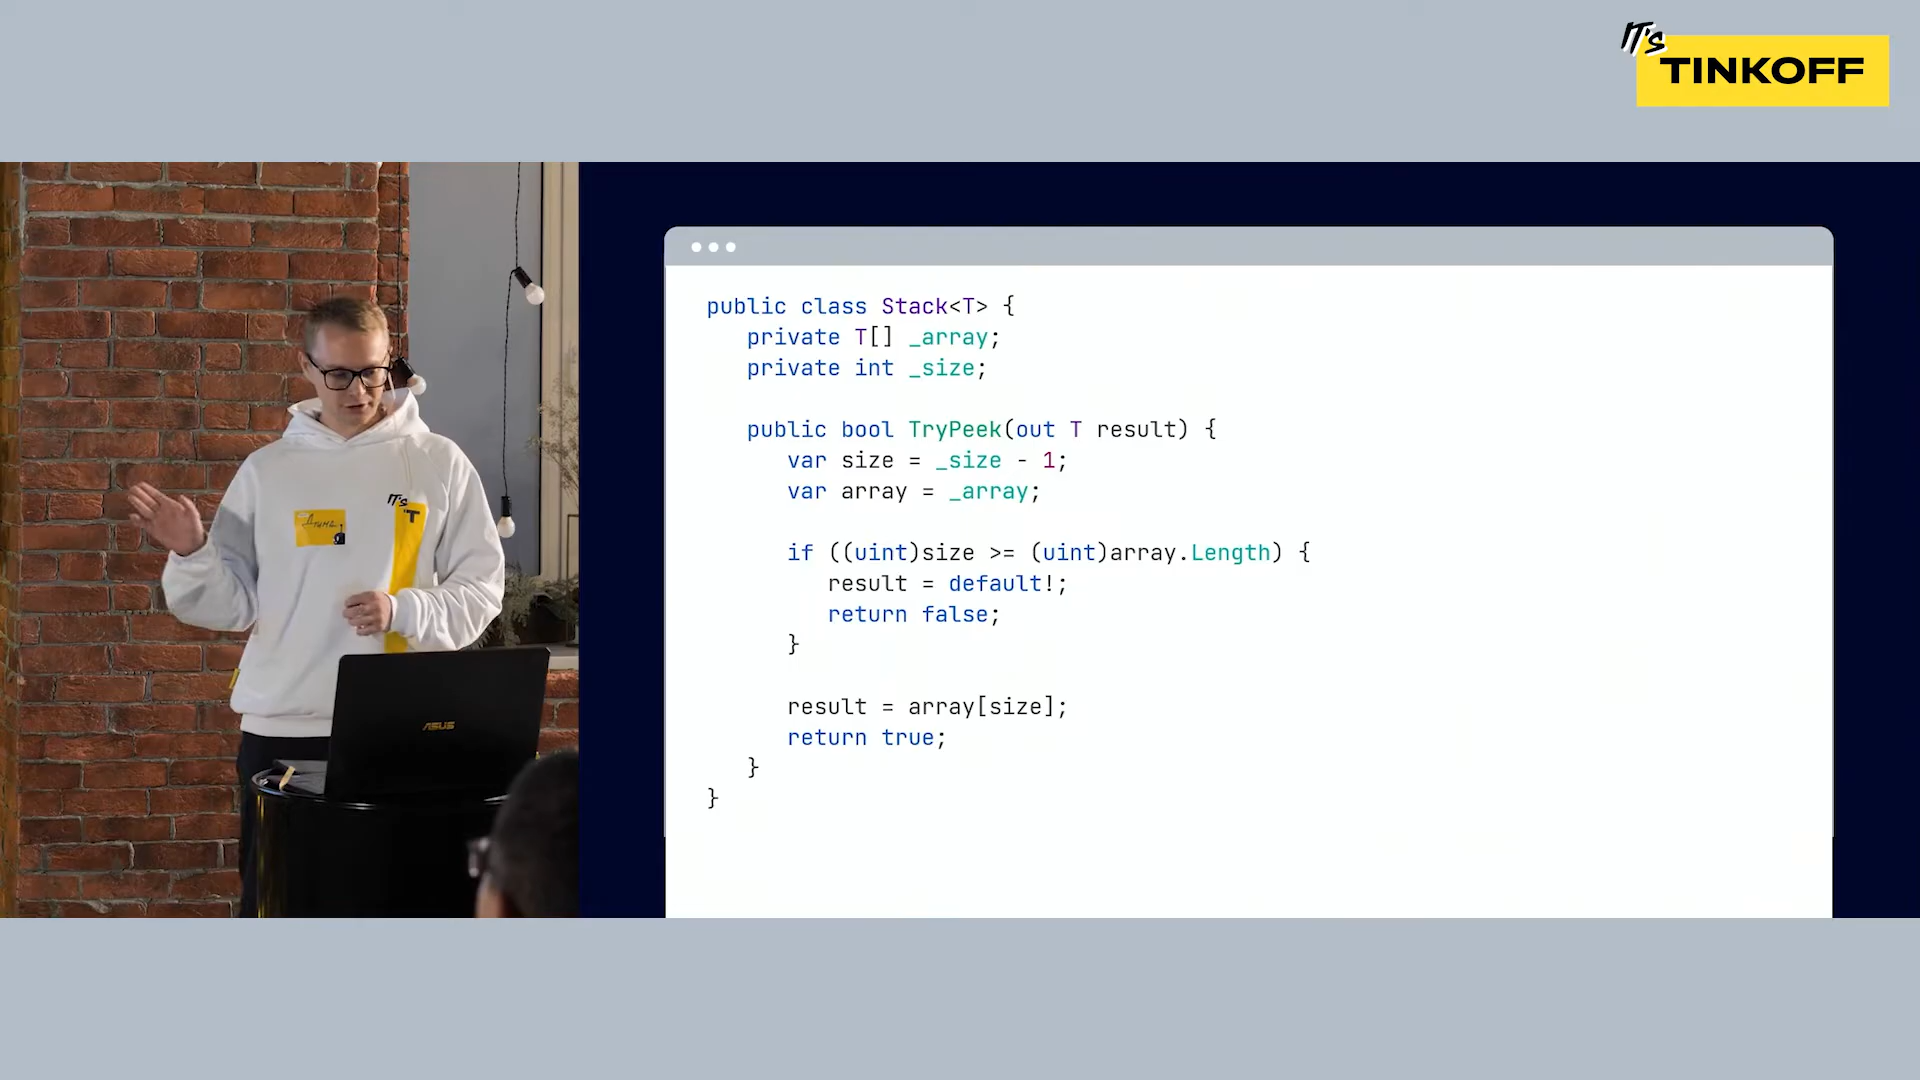 IT's
TINKOFF
public class Stack<T> {
private T[] _array;
private int _size;
public bool TryPeek(out T result) {
var size = _size - 1;
var array = _array;
if ((uint)size >= (uint)array.Length) {
result = default!;
return false;
}
result = array[size];
return true;
}
}
IT's
T
Дима
ASUS